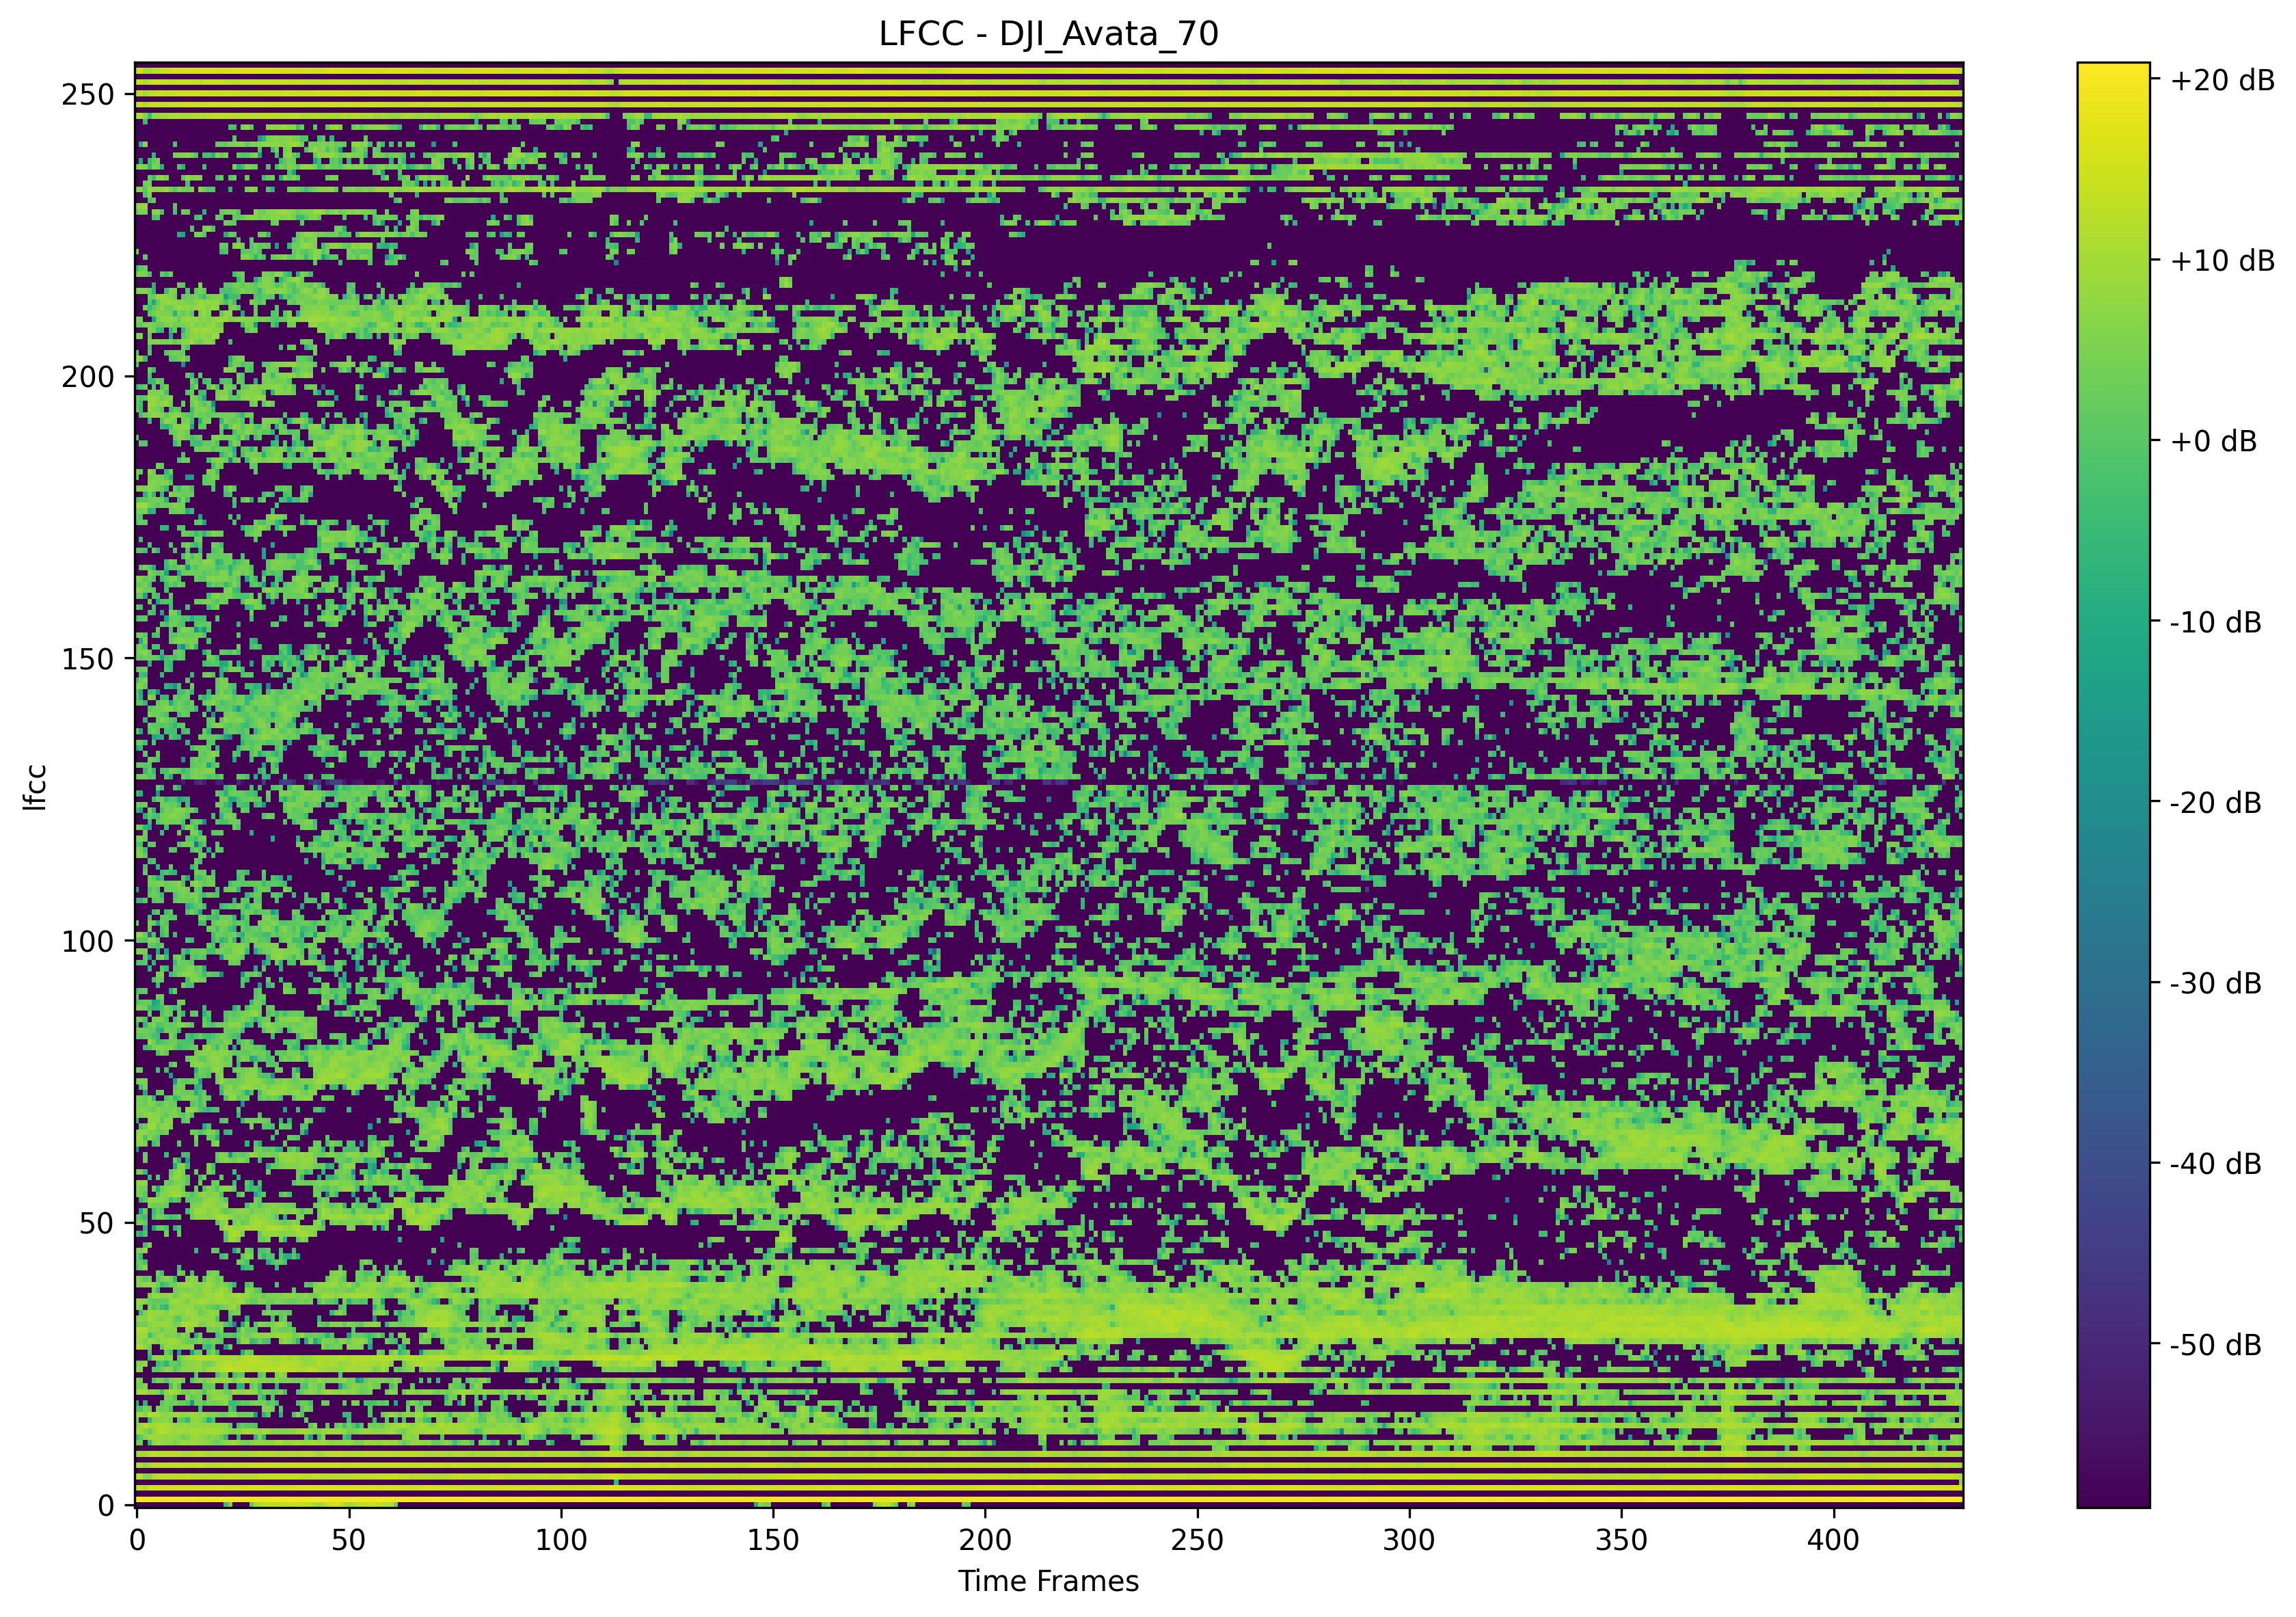 LFCC - DJI_Avata_70
250
200
150
100
50
0
lfcc
0 50 100 150 200 250 300 350 400
Time Frames
+20 dB
+10 dB
+0 dB
-10 dB
-20 dB
-30 dB
-40 dB
-50 dB